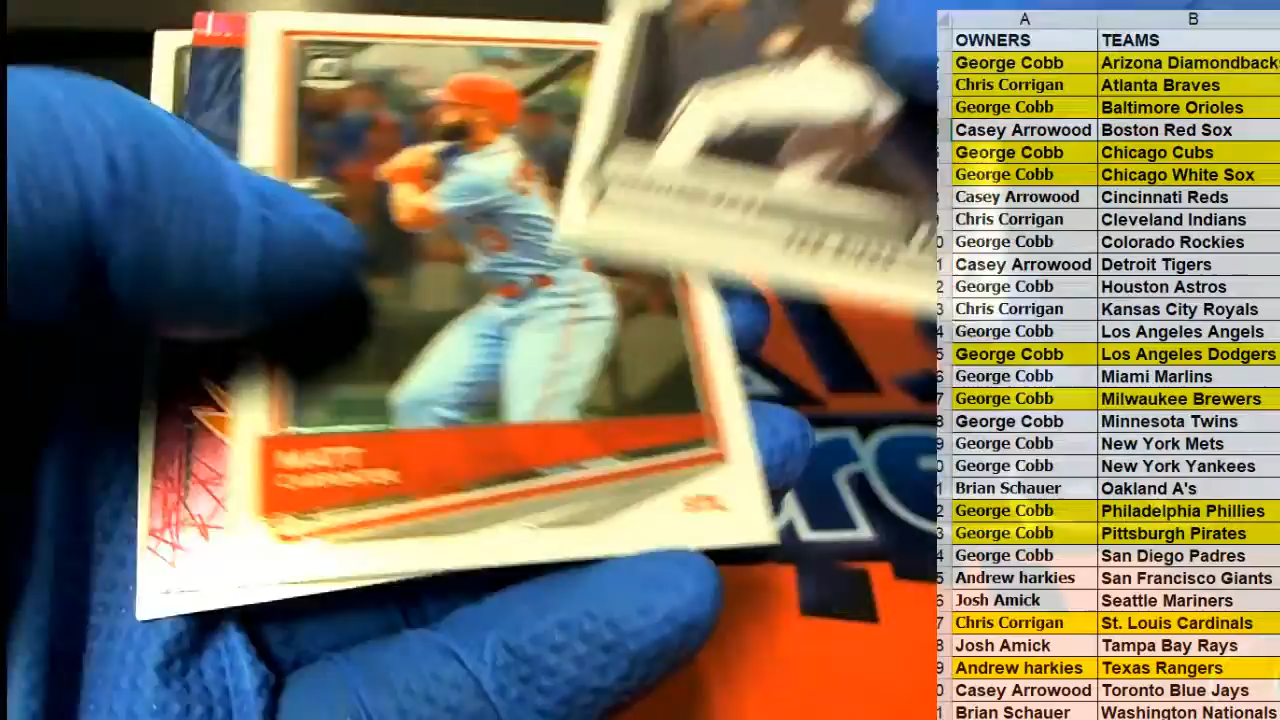 MATT
CARPENTER
STL
A B
OWNERS TEAMS
George Cobb Arizona Diamondbacks
Chris Corrigan Atlanta Braves
George Cobb Baltimore Orioles
Casey Arrowood Boston Red Sox
George Cobb Chicago Cubs
George Cobb Chicago White Sox
Casey Arrowood Cincinnati Reds
Chris Corrigan Cleveland Indians
George Cobb Colorado Rockies
Casey Arrowood Detroit Tigers
George Cobb Houston Astros
Chris Corrigan Kansas City Royals
George Cobb Los Angeles Angels
George Cobb Los Angeles Dodgers
George Cobb Miami Marlins
George Cobb Milwaukee Brewers
George Cobb Minnesota Twins
George Cobb New York Mets
George Cobb New York Yankees
Brian Schauer Oakland A's
George Cobb Philadelphia Phillies
George Cobb Pittsburgh Pirates
George Cobb San Diego Padres
Andrew harkies San Francisco Giants
Josh Amick Seattle Mariners
Chris Corrigan St. Louis Cardinals
Josh Amick Tampa Bay Rays
Andrew harkies Texas Rangers
Casey Arrowood Toronto Blue Jays
Brian Schauer Washington Nationals